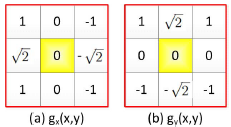 1 0 -1
√2 0 -√2
1 0 -1
(a) gx(x,y)
1 √2 1
0 0 0
-1 -√2 -1
(b) gy(x,y)